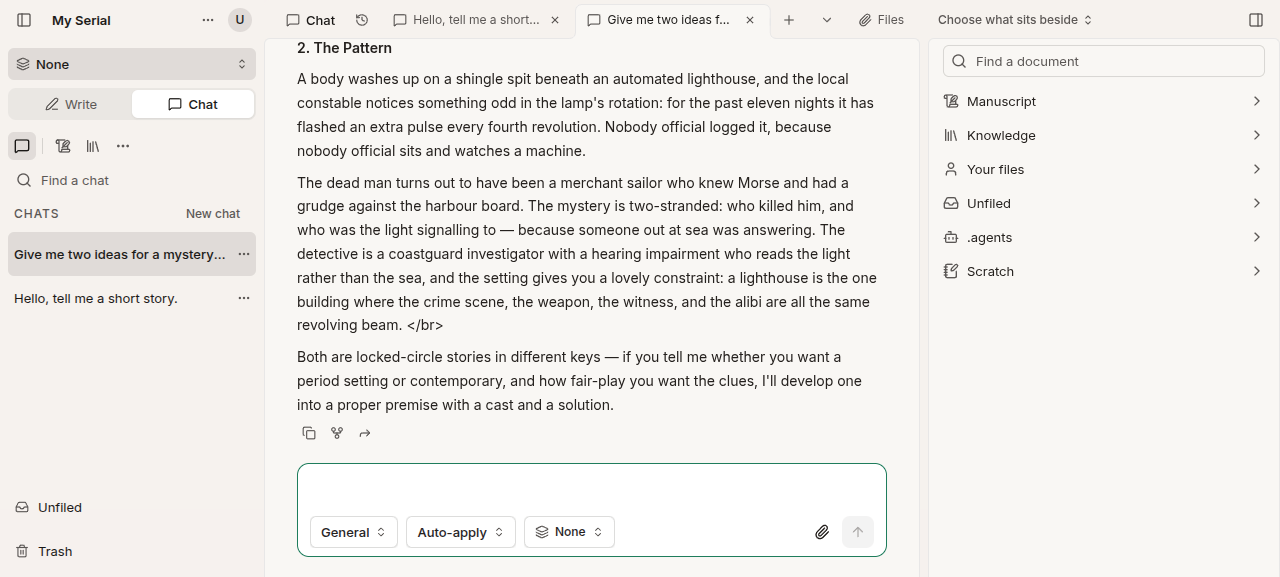 My Serial
U
Chat
Hello, tell me a short...
Give me two ideas f...
Files
Choose what sits beside
None
Write
Chat
Find a chat
CHATS
New chat
Give me two ideas for a mystery...
Hello, tell me a short story.
Unfiled
Trash
2. The Pattern
A body washes up on a shingle spit beneath an automated lighthouse, and the local
constable notices something odd in the lamp's rotation: for the past eleven nights it has
flashed an extra pulse every fourth revolution. Nobody official logged it, because
nobody official sits and watches a machine.
The dead man turns out to have been a merchant sailor who knew Morse and had a
grudge against the harbour board. The mystery is two-stranded: who killed him, and
who was the light signalling to — because someone out at sea was answering. The
detective is a coastguard investigator with a hearing impairment who reads the light
rather than the sea, and the setting gives you a lovely constraint: a lighthouse is the one
building where the crime scene, the weapon, the witness, and the alibi are all the same
revolving beam. </br>
Both are locked-circle stories in different keys — if you tell me whether you want a
period setting or contemporary, and how fair-play you want the clues, I'll develop one
into a proper premise with a cast and a solution.
General
Auto-apply
None
Find a document
Manuscript
Knowledge
Your files
Unfiled
.agents
Scratch